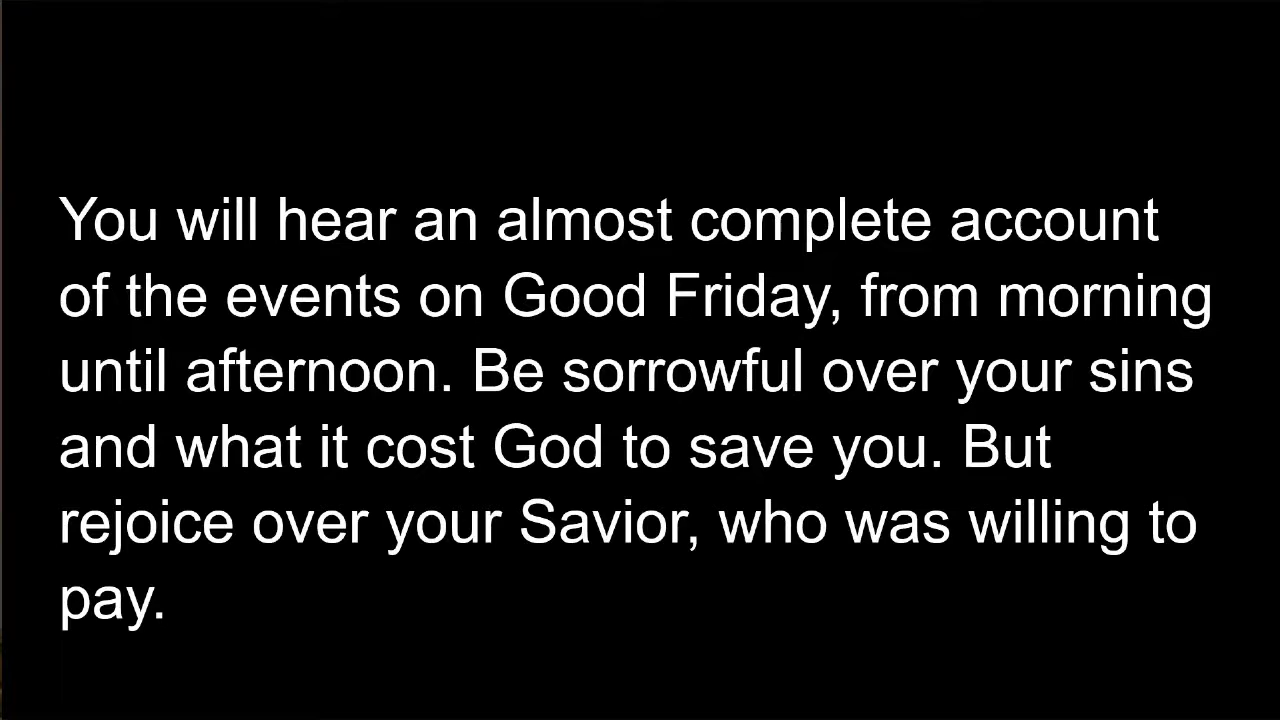 You will hear an almost complete account
of the events on Good Friday, from morning
until afternoon. Be sorrowful over your sins
and what it cost God to save you. But
rejoice over your Savior, who was willing to
pay.